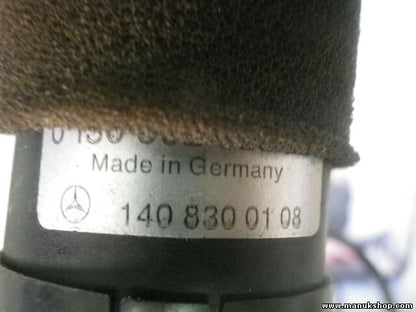 Made in Germany
140 830 01 08
www.manukshop.com